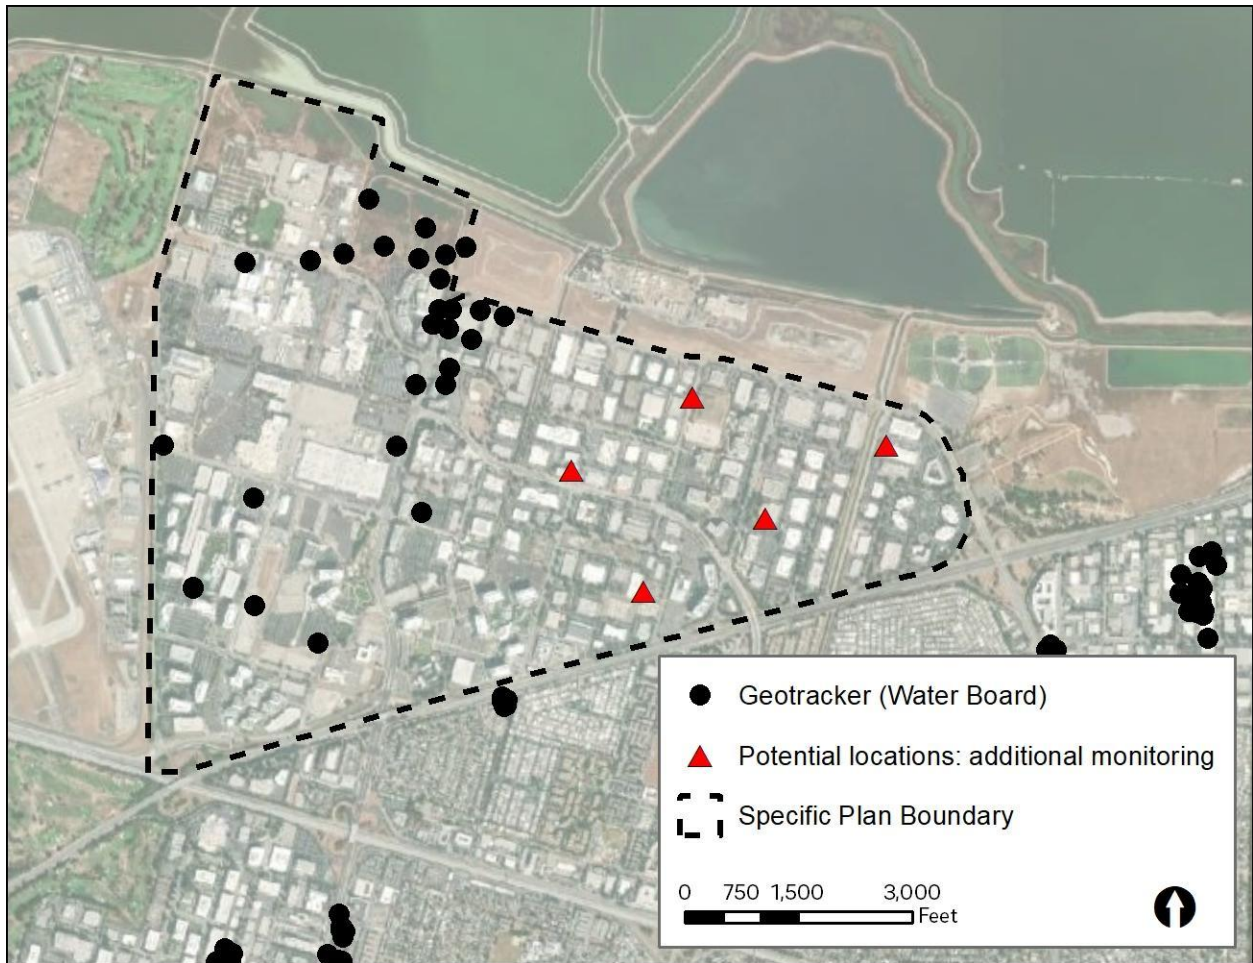 Geotracker (Water Board)
Potential locations: additional monitoring
Specific Plan Boundary
0 750 1,500 3,000
Feet